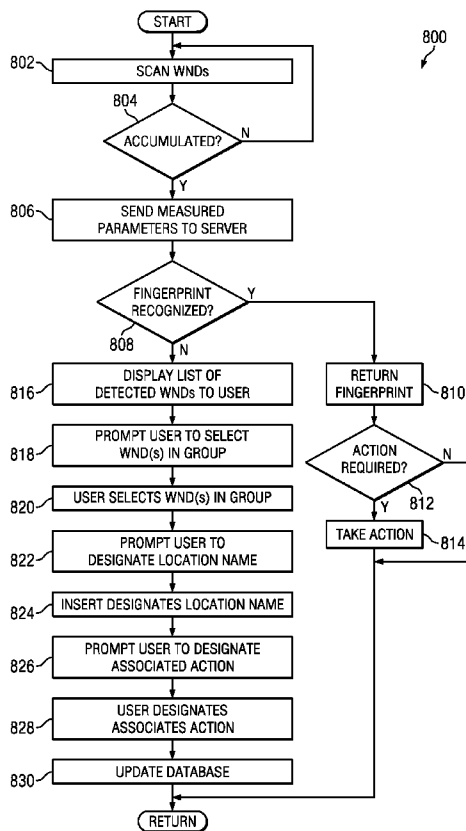 START
800
802
SCAN WNDs
804
ACCUMULATED?
N
Y
806
SEND MEASURED
PARAMETERS TO SERVER
FINGERPRINT
RECOGNIZED?
Y
808
N
816
DISPLAY LIST OF
DETECTED WNDs TO USER
RETURN
FINGERPRINT
810
818
PROMPT USER TO SELECT
WND(s) IN GROUP
ACTION
REQUIRED?
N
812
Y
820
USER SELECTS WND(s) IN GROUP
822
PROMPT USER TO
DESIGNATE LOCATION NAME
TAKE ACTION
814
824
INSERT DESIGNATES LOCATION NAME
826
PROMPT USER TO DESIGNATE
ASSOCIATED ACTION
828
USER DESIGNATES
ASSOCIATES ACTION
830
UPDATE DATABASE
RETURN